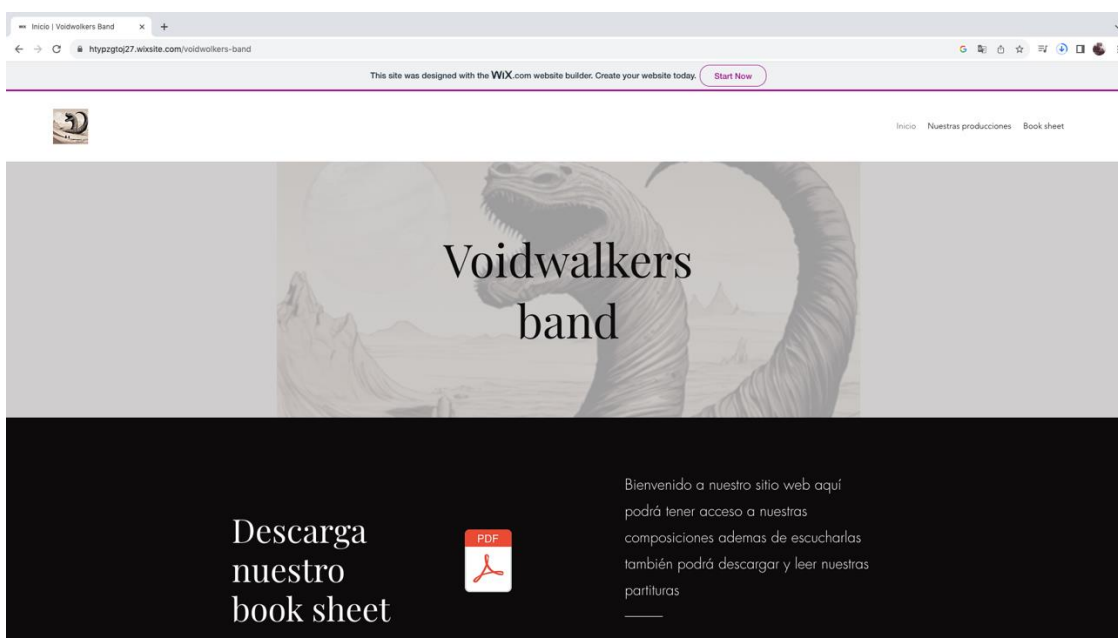 Inicio | Voidwolkers Band
htypzgtoj27.wixsite.com/voidwolkers-band
This site was designed with the WiX.com website builder. Create your website today. Start Now
Inicio Nuestras producciones Book sheet
Voidwalkers
band
Descarga
nuestro
book sheet
PDF
Bienvenido a nuestro sitio web aquí
podrá tener acceso a nuestras
composiciones ademas de escucharlas
también podrá descargar y leer nuestras
partituras